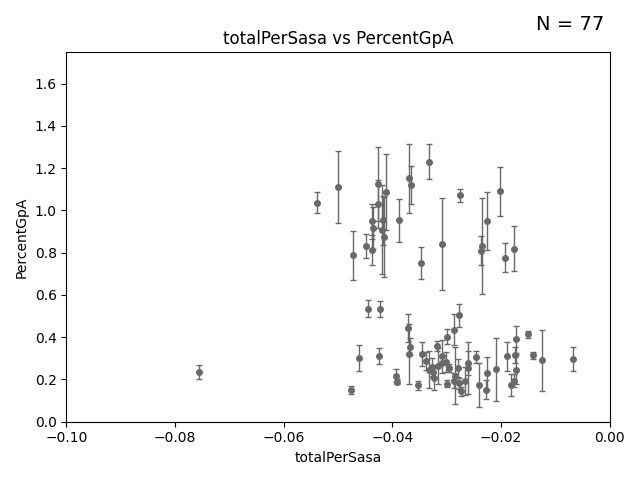 N = 77
totalPerSasa vs PercentGpA
PercentGpA
1.6
1.4
1.2
1.0
0.8
0.6
0.4
0.2
0.0
−0.10 −0.08 −0.06 −0.04 −0.02 0.00
totalPerSasa